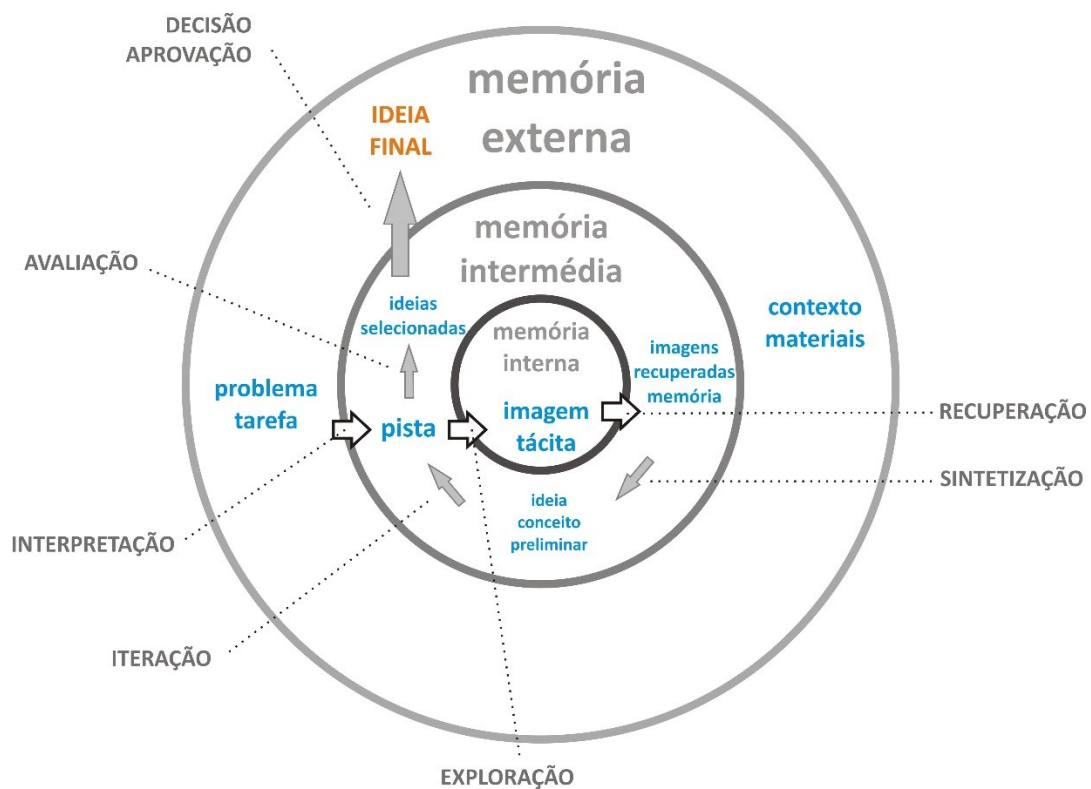 DECISÃO
APROVAÇÃO
memória
externa
IDEIA
FINAL
memória
intermédia
AVALIAÇÃO
ideias
selecionadas
contexto
materiais
memória
interna
imagens
recuperadas
memória
problema
tarefa
pista
imagem
tácita
RECUPERAÇÃO
SINTETIZAÇÃO
ideia
conceito
preliminar
INTERPRETAÇÃO
ITERAÇÃO
EXPLORAÇÃO